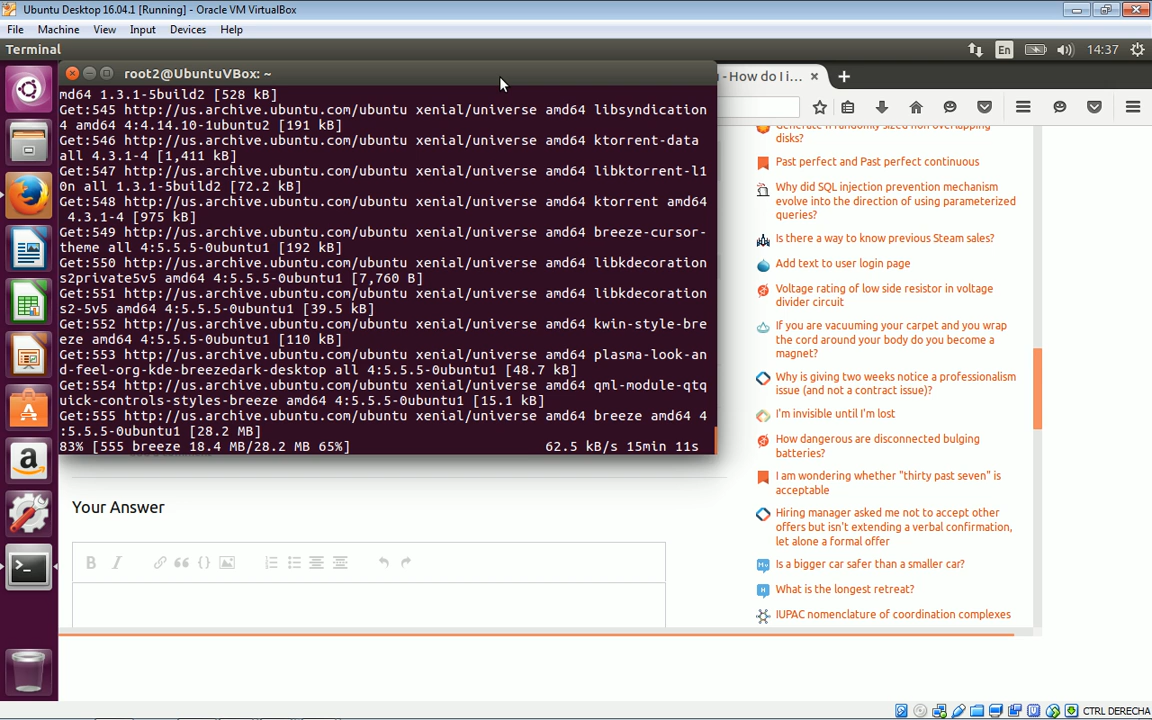 Ubuntu Desktop 16.04.1 [Running] - Oracle VM VirtualBox
File Machine View Input Devices Help
Terminal
En
14:37
root2@UbuntuVBox: ~
- How do I i...
md64 1.3.1-5build2 [528 kB]
Get:545 http://us.archive.ubuntu.com/ubuntu xenial/universe amd64 libsyndication
4 amd64 4:4.14.10-1ubuntu2 [191 kB]
Get:546 http://us.archive.ubuntu.com/ubuntu xenial/universe amd64 ktorrent-data
all 4.3.1-4 [1,411 kB]
Get:547 http://us.archive.ubuntu.com/ubuntu xenial/universe amd64 libktorrent-l1
0n all 1.3.1-5build2 [72.2 kB]
Get:548 http://us.archive.ubuntu.com/ubuntu xenial/universe amd64 ktorrent amd64
 4.3.1-4 [975 kB]
Get:549 http://us.archive.ubuntu.com/ubuntu xenial/universe amd64 breeze-cursor-
theme all 4:5.5.5-0ubuntu1 [192 kB]
Get:550 http://us.archive.ubuntu.com/ubuntu xenial/universe amd64 libkdecoration
s2private5v5 amd64 4:5.5.5-0ubuntu1 [7,760 B]
Get:551 http://us.archive.ubuntu.com/ubuntu xenial/universe amd64 libkdecoration
s2-5v5 amd64 4:5.5.5-0ubuntu1 [39.5 kB]
Get:552 http://us.archive.ubuntu.com/ubuntu xenial/universe amd64 kwin-style-bre
eze amd64 4:5.5.5-0ubuntu1 [110 kB]
Get:553 http://us.archive.ubuntu.com/ubuntu xenial/universe amd64 plasma-look-an
d-feel-org-kde-breezedark-desktop all 4:5.5.5-0ubuntu1 [48.7 kB]
Get:554 http://us.archive.ubuntu.com/ubuntu xenial/universe amd64 qml-module-qtq
uick-controls-styles-breeze amd64 4:5.5.5-0ubuntu1 [15.1 kB]
Get:555 http://us.archive.ubuntu.com/ubuntu xenial/universe amd64 breeze amd64 4
:5.5.5-0ubuntu1 [28.2 MB]
83% [555 breeze 18.4 MB/28.2 MB 65%] 62.5 kB/s 15min 11s
Your Answer
Generate n randomly sized non overlapping
disks?
Past perfect and Past perfect continuous
Why did SQL injection prevention mechanism
evolve into the direction of using parameterized
queries?
Is there a way to know previous Steam sales?
Add text to user login page
Voltage rating of low side resistor in voltage
divider circuit
If you are vacuuming your carpet and you wrap
the cord around your body do you become a
magnet?
Why is giving two weeks notice a professionalism
issue (and not a contract issue)?
I'm invisible until I'm lost
How dangerous are disconnected bulging
batteries?
I am wondering whether "thirty past seven" is
acceptable
Hiring manager asked me not to accept other
offers but isn't extending a verbal confirmation,
let alone a formal offer
Is a bigger car safer than a smaller car?
What is the longest retreat?
IUPAC nomenclature of coordination complexes
CTRL DERECHA